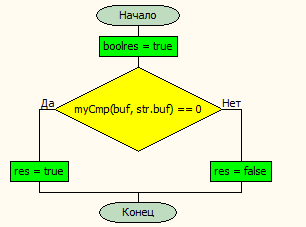 Начало
boolres = true
myCmp(buf, str.buf) == 0
Да
Нет
res = true
res = false
Конец